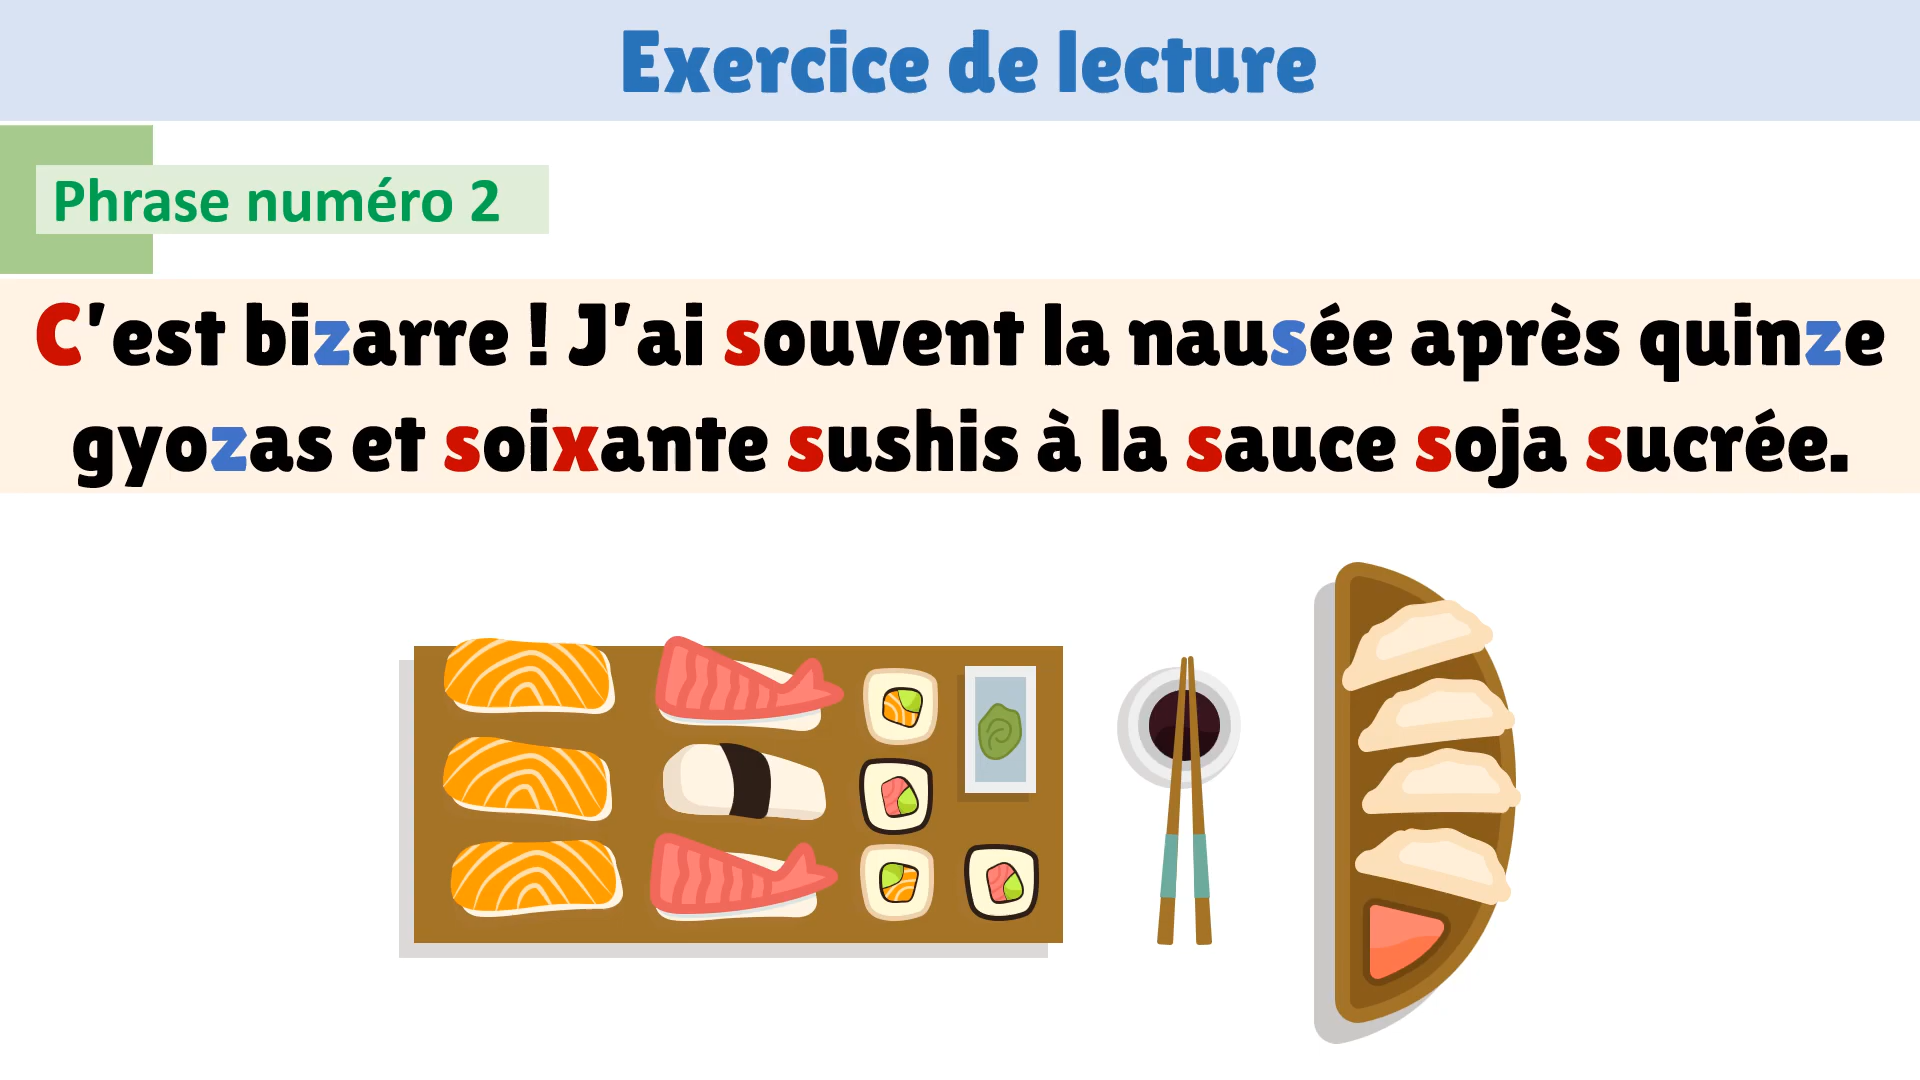 Exercice de lecture
Phrase numéro 2
C'est bizarre ! J'ai souvent la nausée après quinze
gyozas et soixante sushis à la sauce soja sucrée.